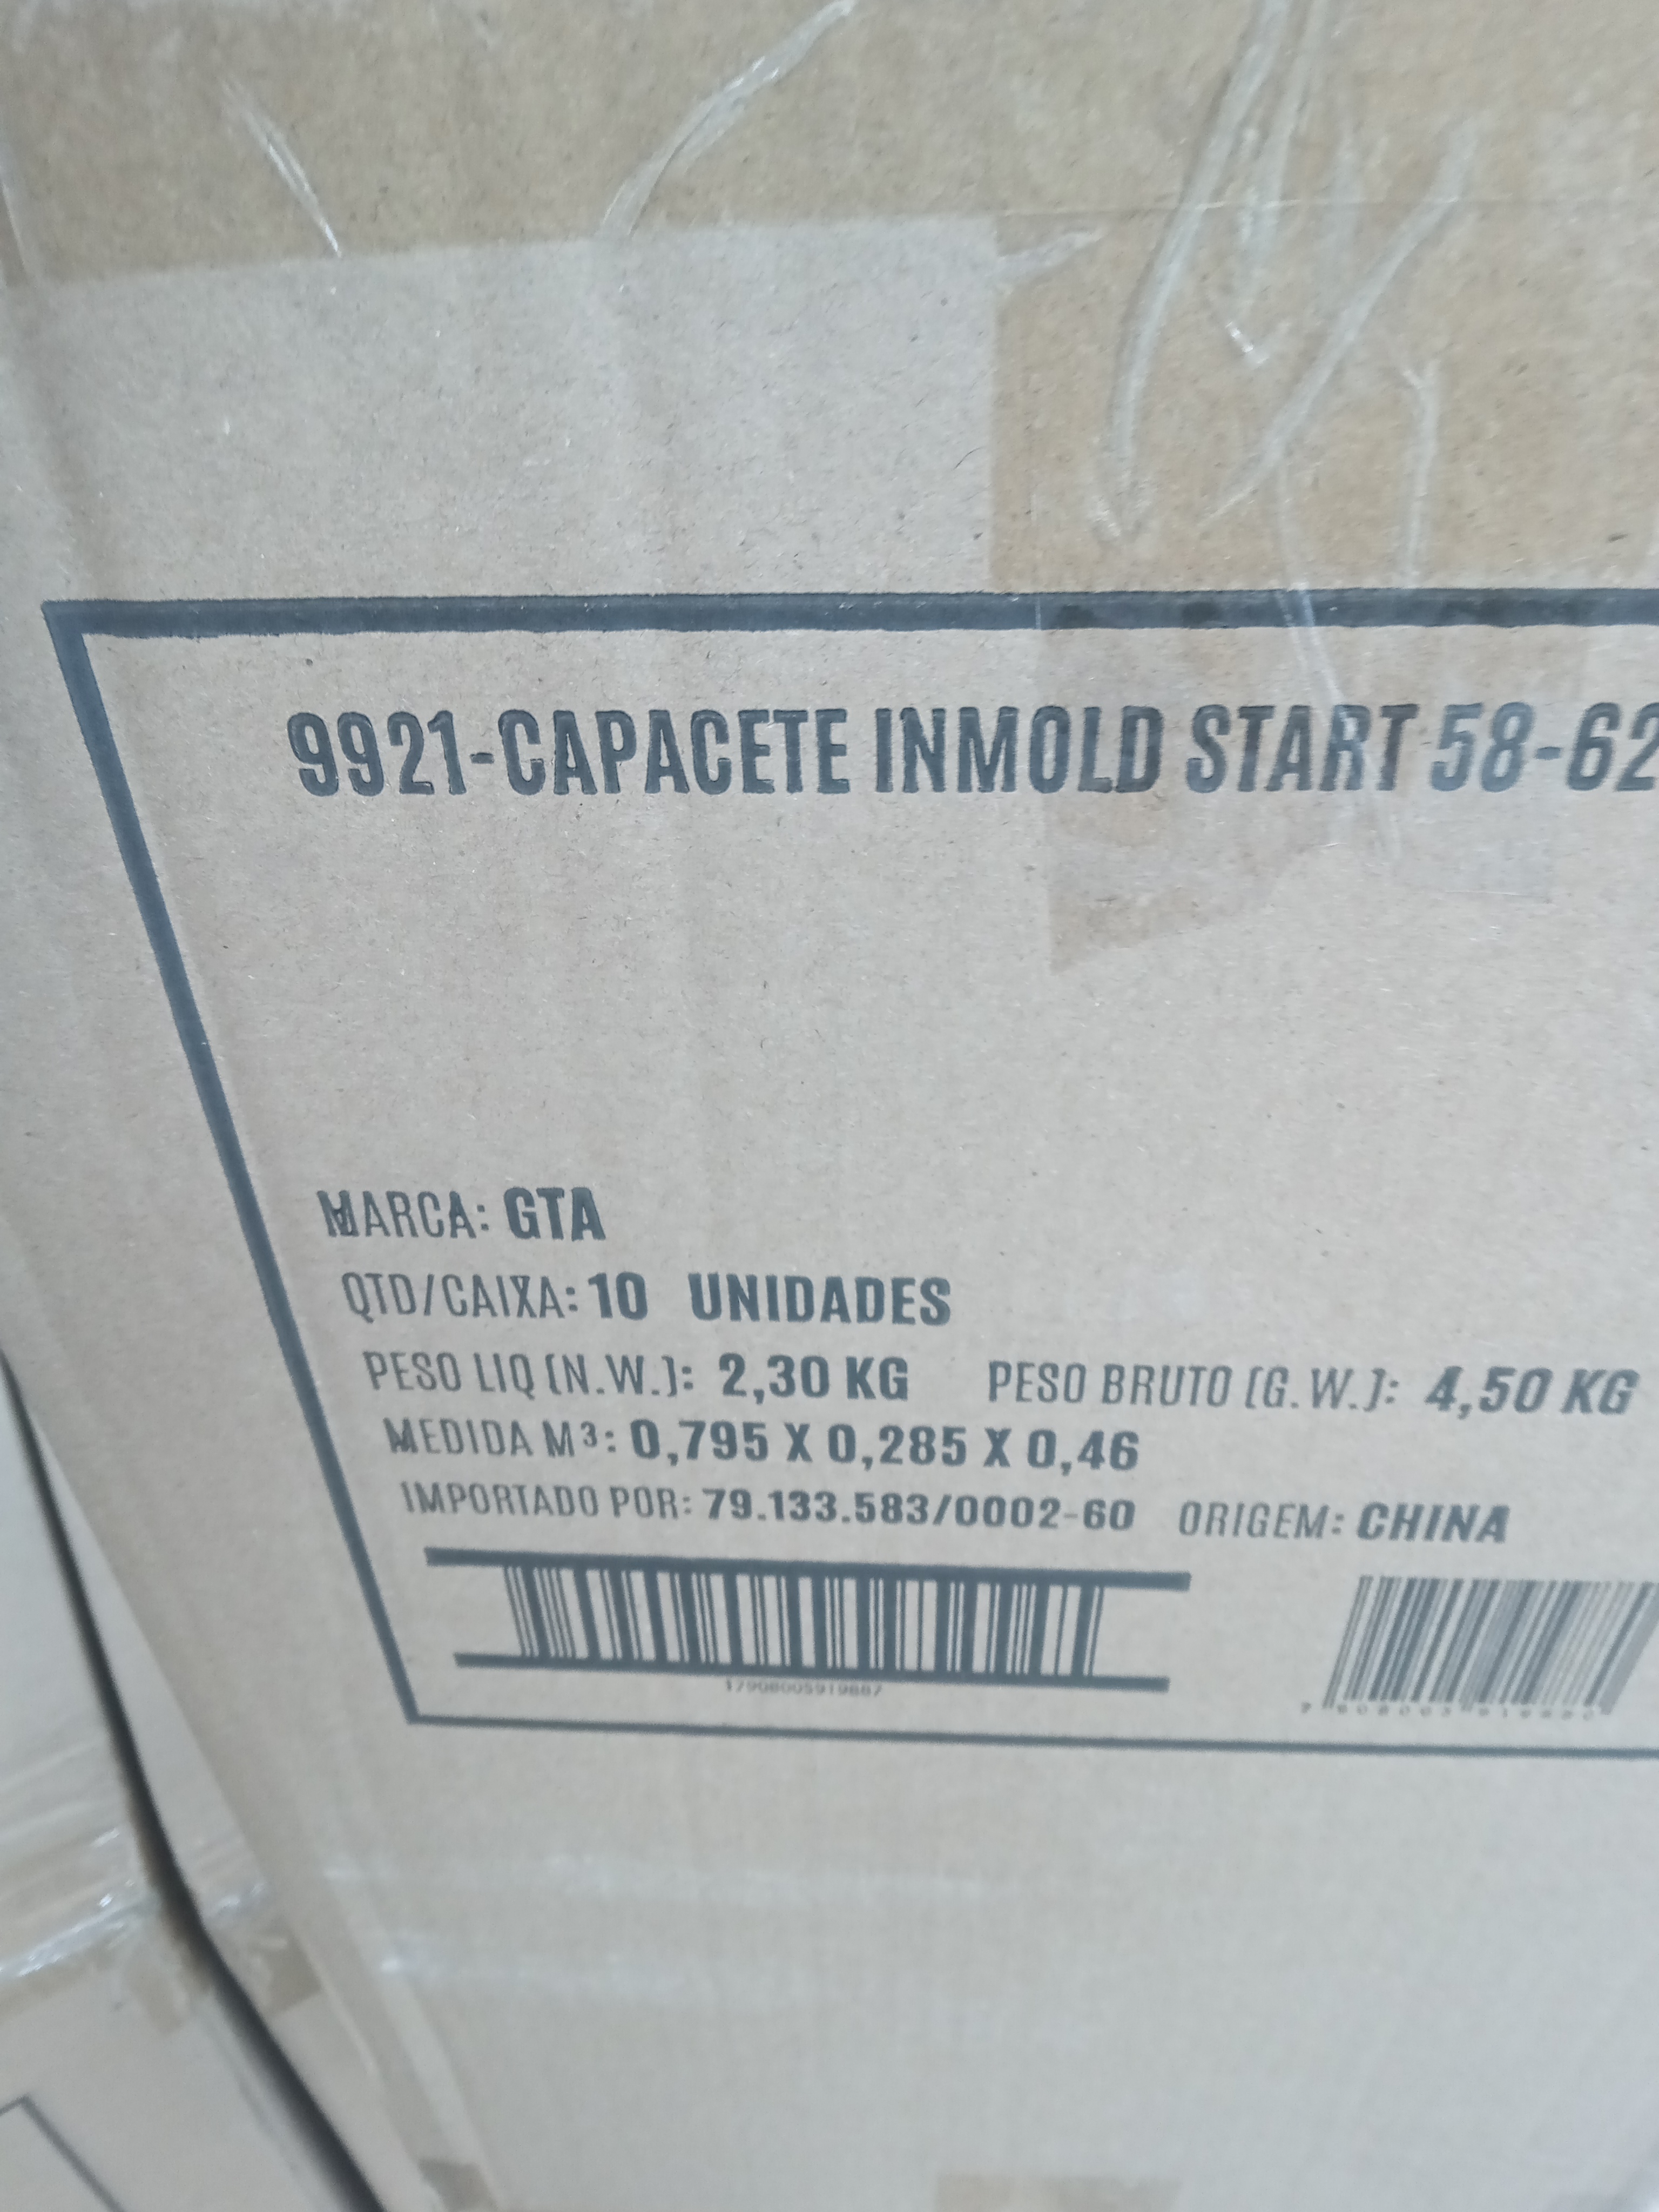 9921-CAPACETE INMOLD START 58-62
MARCA: GTA
QTD/CAIXA: 10 UNIDADES
PESO LIQ (N.W.): 2,30 KG PESO BRUTO (G.W.): 4,50 KG
MEDIDA M³: 0,795 X 0,285 X 0,46
IMPORTADO POR: 79.133.583/0002-60 ORIGEM: CHINA